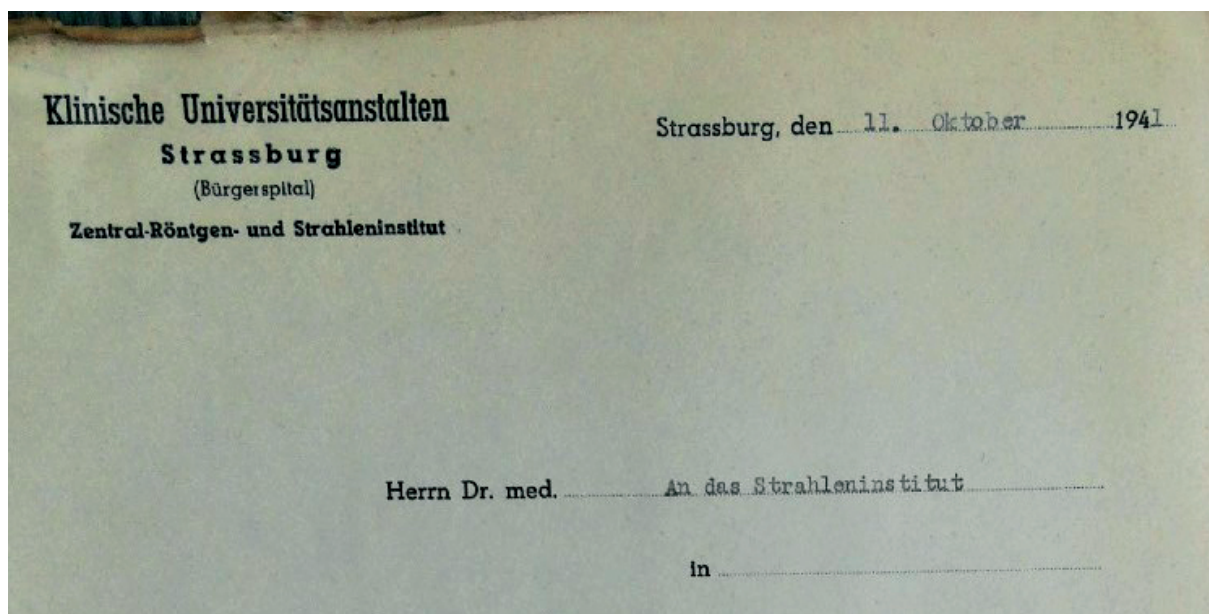 Klinische Universitätsanstalten
Strassburg
(Bürgerspital)
Zentral-Röntgen- und Strahleninstitut
Strassburg, den 11. Oktober 1941
Herrn Dr. med. An das Strahleninstitut
in